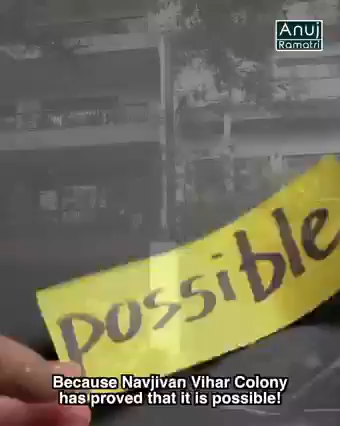 Anuj
Ramatri
possible
Because Navjivan Vihar Colony
has proved that it is possible!